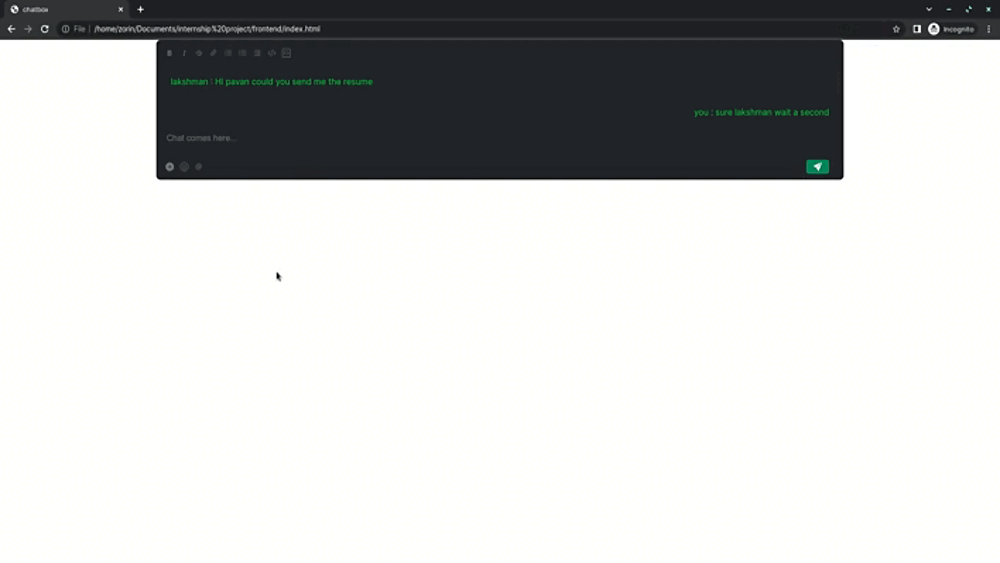 chatbox
File
/home/zorin/Documents/internship%20project/frontend/index.html
Incognito
lakshman : Hi pavan could you send me the resume
you : sure lakshman wait a second
Chat comes here...